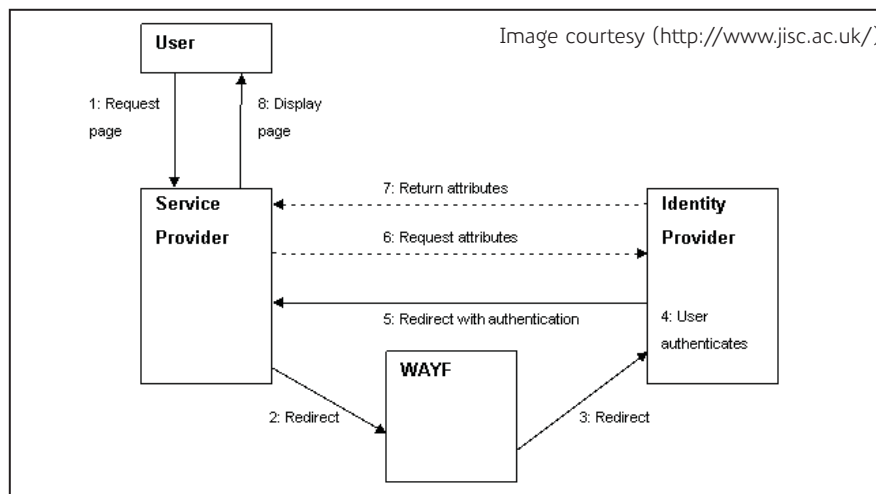 User
Image courtesy (http://www.jisc.ac.uk/)
1: Request
page
8: Display
page
7: Return attributes
Service
Provider
Identity
Provider
6: Request attributes
5: Redirect with authentication
4: User
authenticates
WAYF
2: Redirect
3: Redirect